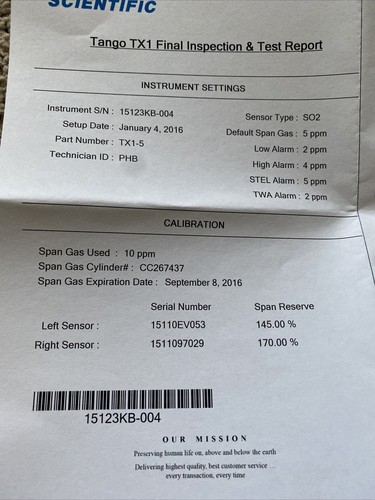 SCIENTIFIC
Tango TX1 Final Inspection & Test Report
INSTRUMENT SETTINGS
Instrument S/N : 15123KB-004
Setup Date : January 4, 2016
Part Number : TX1-5
Technician ID : PHB
Sensor Type : SO2
Default Span Gas : 5 ppm
Low Alarm : 2 ppm
High Alarm : 4 ppm
STEL Alarm : 5 ppm
TWA Alarm : 2 ppm
CALIBRATION
Span Gas Used : 10 ppm
Span Gas Cylinder# : CC267437
Span Gas Expiration Date : September 8, 2016
Serial Number Span Reserve
Left Sensor : 15110EV053 145.00 %
Right Sensor : 1511097029 170.00 %
15123KB-004
OUR MISSION
Preserving human life on, above and below the earth
Delivering highest quality, best customer service ...
every transaction, every time